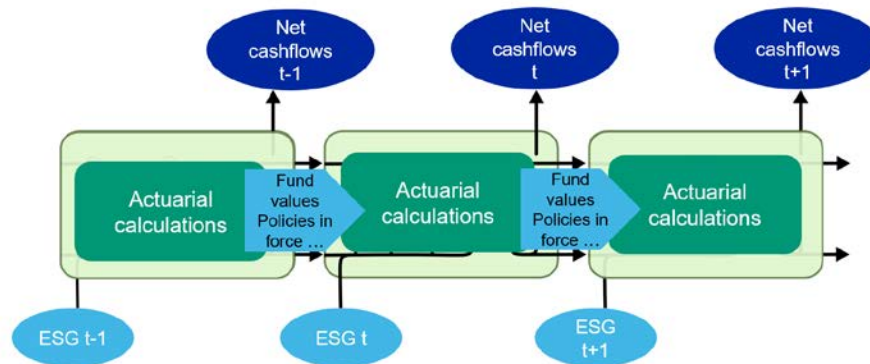 Net
cashflows
t-1
Net
cashflows
t
Net
cashflows
t+1
Actuarial
calculations
Fund
values
Policies in
force ...
Actuarial
calculations
Fund
values
Policies in
force ...
Actuarial
calculations
ESG t-1
ESG t
ESG
t+1